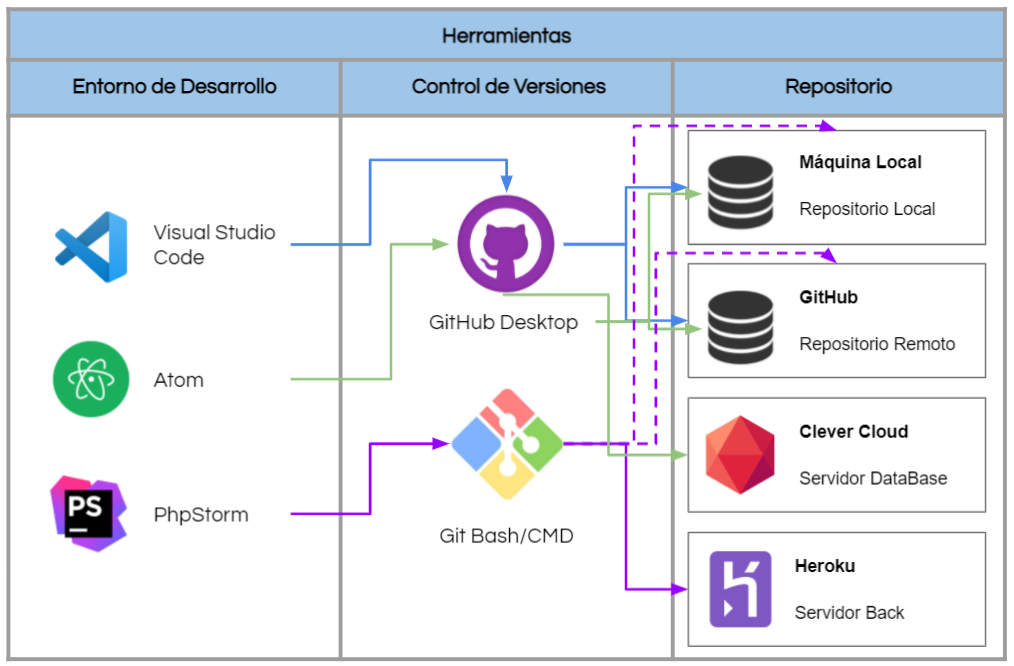 Herramientas
Entorno de Desarrollo
Control de Versiones
Repositorio
Visual Studio
Code
Atom
PS
PhpStorm
GitHub Desktop
Git Bash/CMD
Máquina Local
Repositorio Local
GitHub
Repositorio Remoto
Clever Cloud
Servidor DataBase
Heroku
Servidor Back